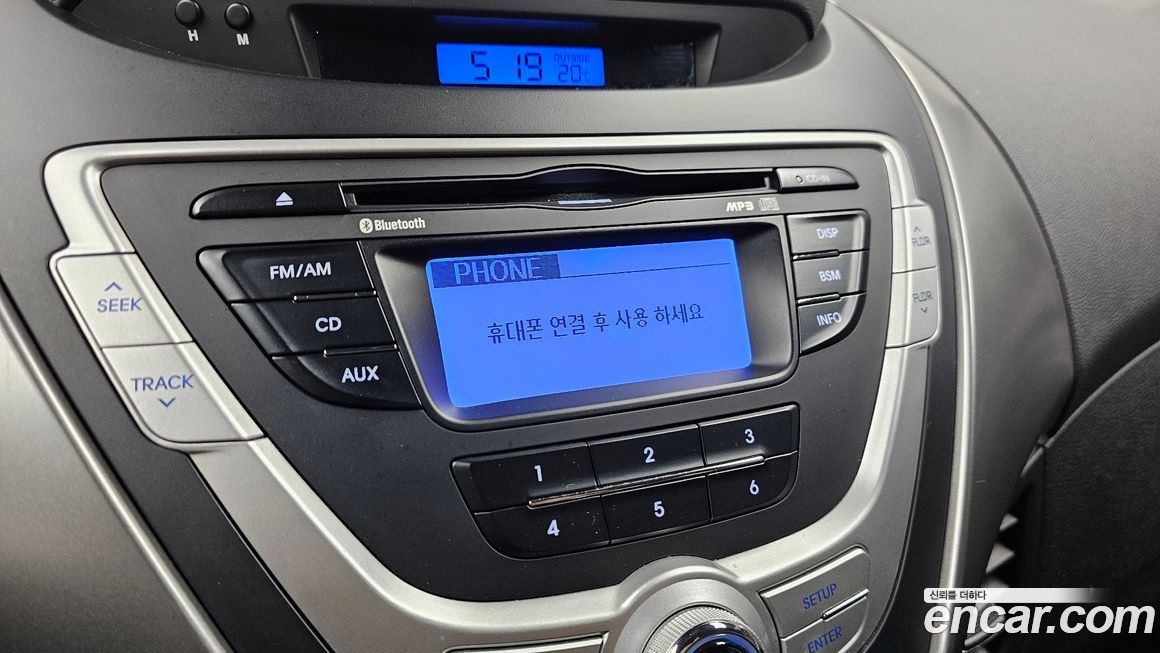 H
M
5:19
OUTSIDE
20℃
CD-IN
Bluetooth
MP3
FM/AM
CD
AUX
SEEK
TRACK
PHONE
휴대폰 연결 후 사용 하세요
DISP
BSM
INFO
FLDR
FLDR
1 2 3
4 5 6
SETUP
ENTER
신뢰를 더하다
encar.com